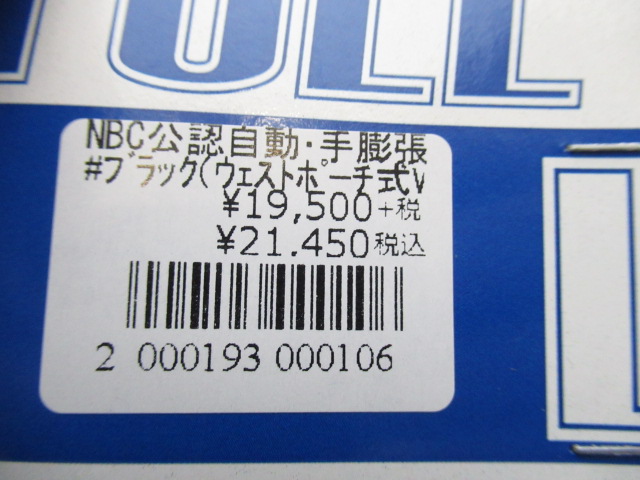 FULL
NBC公認自動・手膨張
#ブラック(ウェストポーチ式V
¥19,500+税
¥21.450税込
2 000193 000106